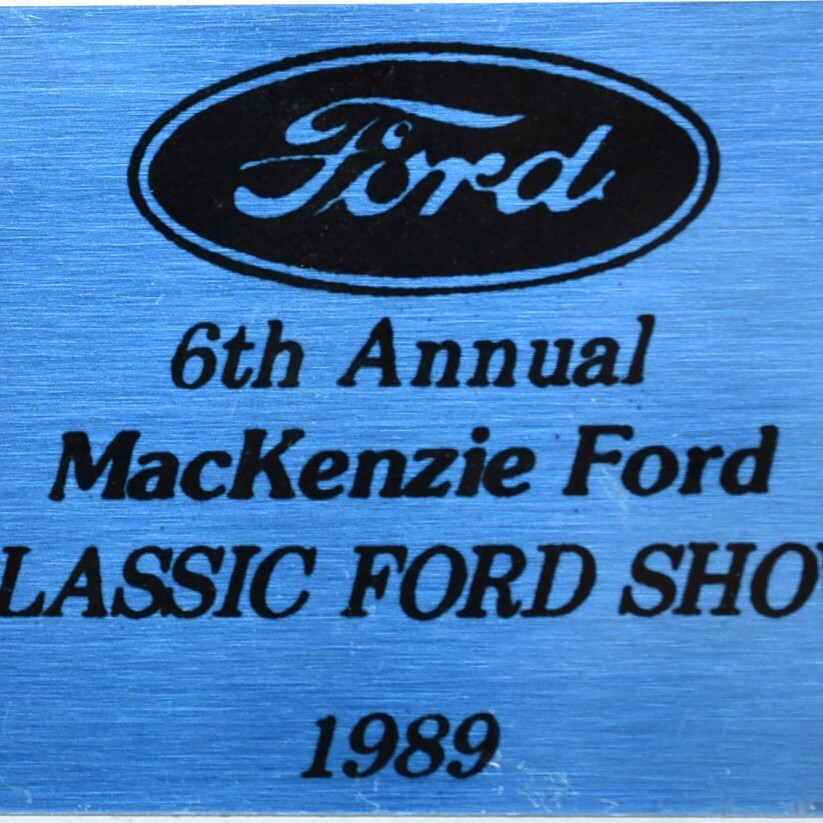 Ford
6th Annual
MacKenzie Ford
LASSIC FORD SHO
1989